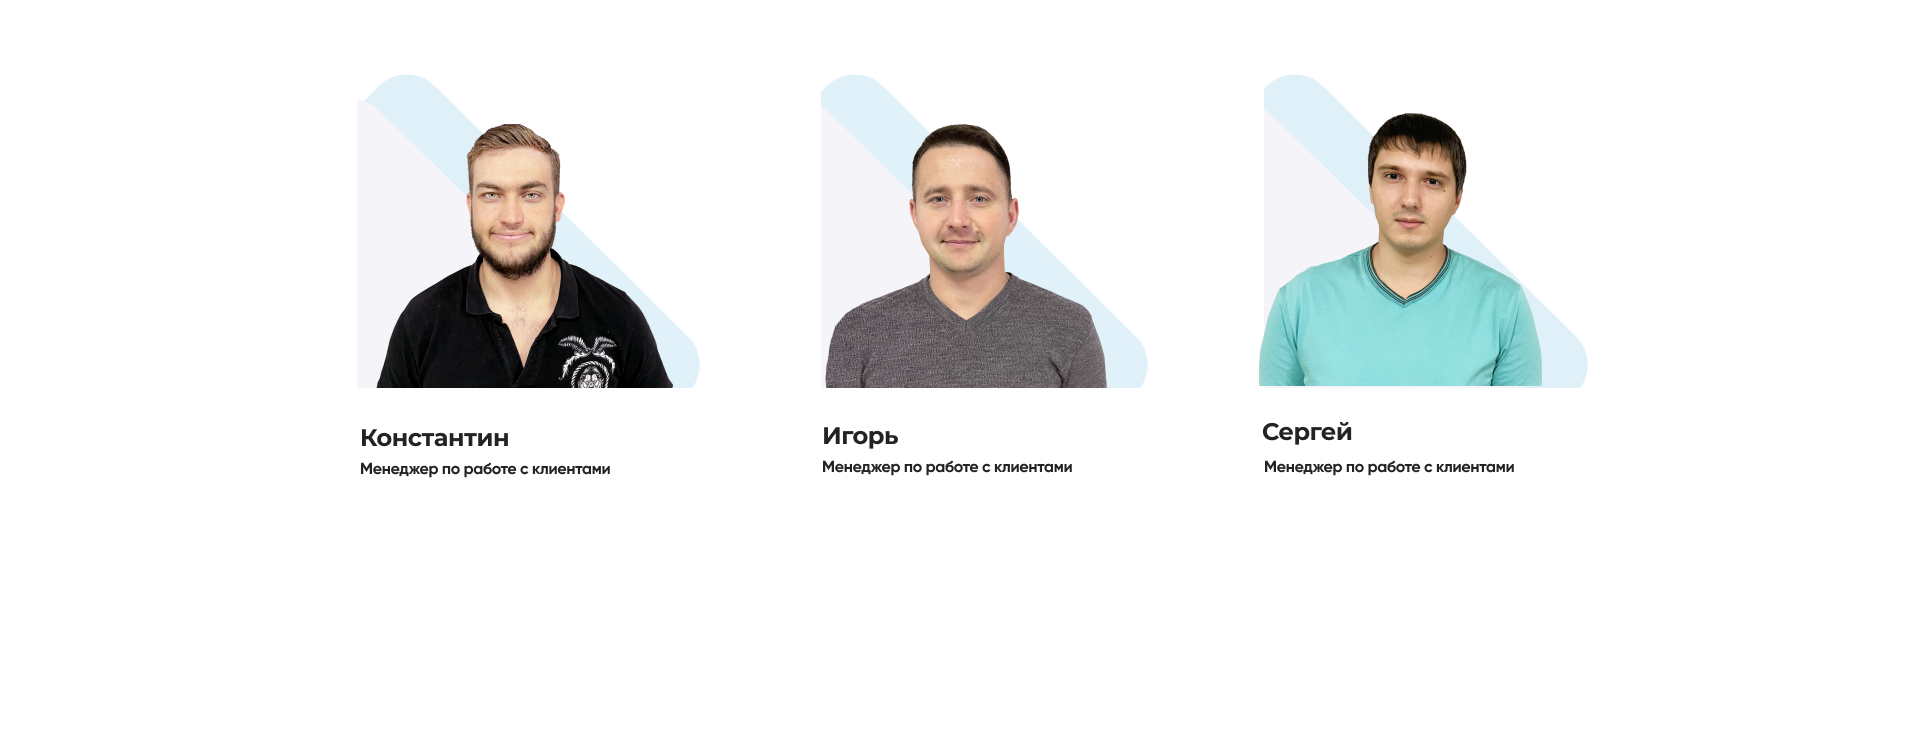 Константин
Менеджер по работе с клиентами
Игорь
Менеджер по работе с клиентами
Сергей
Менеджер по работе с клиентами